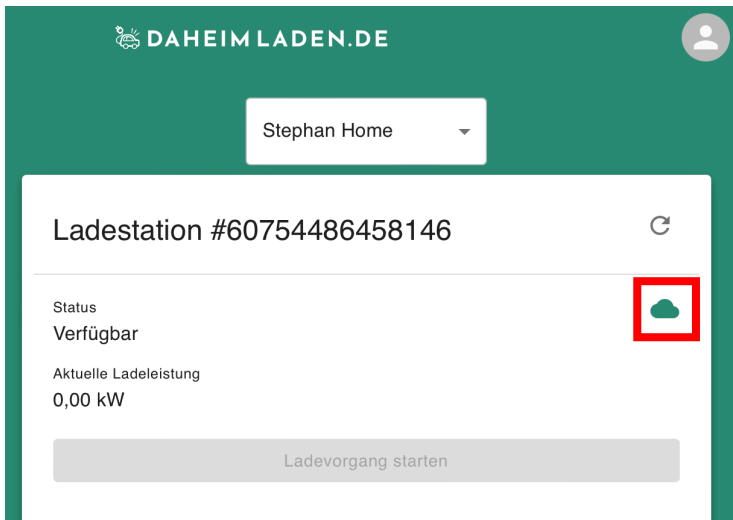 DAHEIMLADEN.DE
Stephan Home
Ladestation #60754486458146
Status
Verfügbar
Aktuelle Ladeleistung
0,00 kW
Ladevorgang starten